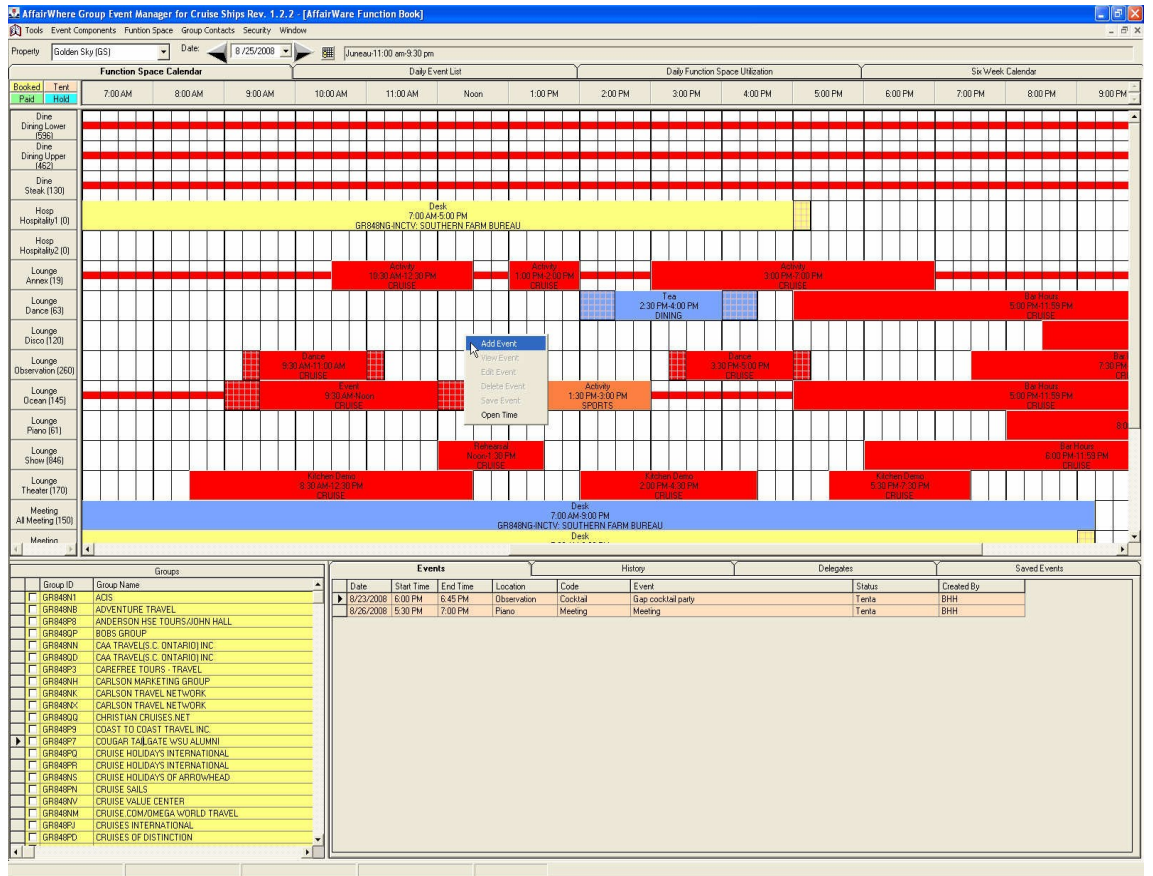 AffairWhere Group Event Manager for Cruise Ships Rev. 1.2.2 - [AffairWare Function Book]
Tools Event Components Funtion Space Group Contacts Security Window
Property Golden Sky (GS) Date: 8 /25/2008 Juneau-11:00 am-9:30 pm
Function Space Calendar Daily Event List Daily Function Space Utilization Six Week Calendar
Booked Tent
Paid Hold
7:00 AM 8:00 AM 9:00 AM 10:00 AM 11:00 AM Noon 1:00 PM 2:00 PM 3:00 PM 4:00 PM 5:00 PM 6:00 PM 7:00 PM 8:00 PM 9:00 PM
Dine
Dining Lower
(596)
Dine
Dining Upper
(462)
Dine
Steak (130)
Hosp
Hospitality1 (0)
Desk
7:00 AM-5:00 PM
GR848NG-INCTV: SOUTHERN FARM BUREAU
Hosp
Hospitality2 (0)
Lounge
Annex (19)
Activity
10:30 AM-12:30 PM
CRUISE
Activity
1:00 PM-2:00 PM
CRUISE
Activity
3:00 PM-7:00 PM
CRUISE
Lounge
Dance (63)
Tea
2:30 PM-4:00 PM
DINING
Bar Hours
5:00 PM-11:59 PM
CRUISE
Lounge
Disco (120)
Lounge
Observation (260)
Dance
9:30 AM-11:00 AM
CRUISE
Dance
3:30 PM-5:00 PM
CRUISE
7:30 PM
Lounge
Ocean (145)
Event
9:30 AM-Noon
CRUISE
Activity
1:30 PM-3:00 PM
SPORTS
Bar Hours
5:00 PM-11:59 PM
CRUISE
Add Event
View Event
Edit Event
Delete Event
Save Event
Open Time
Lounge
Piano (61)
Lounge
Show (846)
Rehearsal
Noon-1:30 PM
CRUISE
Bar Hours
6:00 PM-11:59 PM
CRUISE
Lounge
Theater (170)
Kitchen Demo
8:30 AM-12:30 PM
CRUISE
Kitchen Demo
2:00 PM-4:30 PM
CRUISE
Kitchen Demo
5:30 PM-7:30 PM
CRUISE
Meeting
All Meeting (150)
Desk
7:00 AM-9:00 PM
GR848NG-INCTV: SOUTHERN FARM BUREAU
Meeting
Desk
Groups
Group ID Group Name
GR848N1 ACIS
GR848NB ADVENTURE TRAVEL
GR848P8 ANDERSON HSE TOURS/JOHN HALL
GR848QP BOBS GROUP
GR848NN CAA TRAVEL(S.C. ONTARIO) INC
GR848QD CAA TRAVEL(S.C. ONTARIO) INC
GR848P3 CAREFREE TOURS - TRAVEL
GR848NH CARLSON MARKETING GROUP
GR848NK CARLSON TRAVEL NETWORK
GR848NX CARLSON TRAVEL NETWORK
GR848QQ CHRISTIAN CRUISES.NET
GR848P9 COAST TO COAST TRAVEL INC.
GR848P7 COUGAR TAILGATE WSU ALUMNI
GR848PQ CRUISE HOLIDAYS INTERNATIONAL
GR848PR CRUISE HOLIDAYS INTERNATIONAL
GR848NS CRUISE HOLIDAYS OF ARROWHEAD
GR848PN CRUISE SAILS
GR848NV CRUISE VALUE CENTER
GR848NM CRUISE.COM/OMEGA WORLD TRAVEL
GR848PJ CRUISES INTERNATIONAL
GR848PD CRUISES OF DISTINCTION
Events History Delegates Saved Events
Date Start Time End Time Location Code Event Status Created By
8/23/2008 6:00 PM 6:45 PM Observation Cocktail Gap cocktail party Tenta BHH
8/26/2008 5:30 PM 7:00 PM Piano Meeting Meeting Tenta BHH